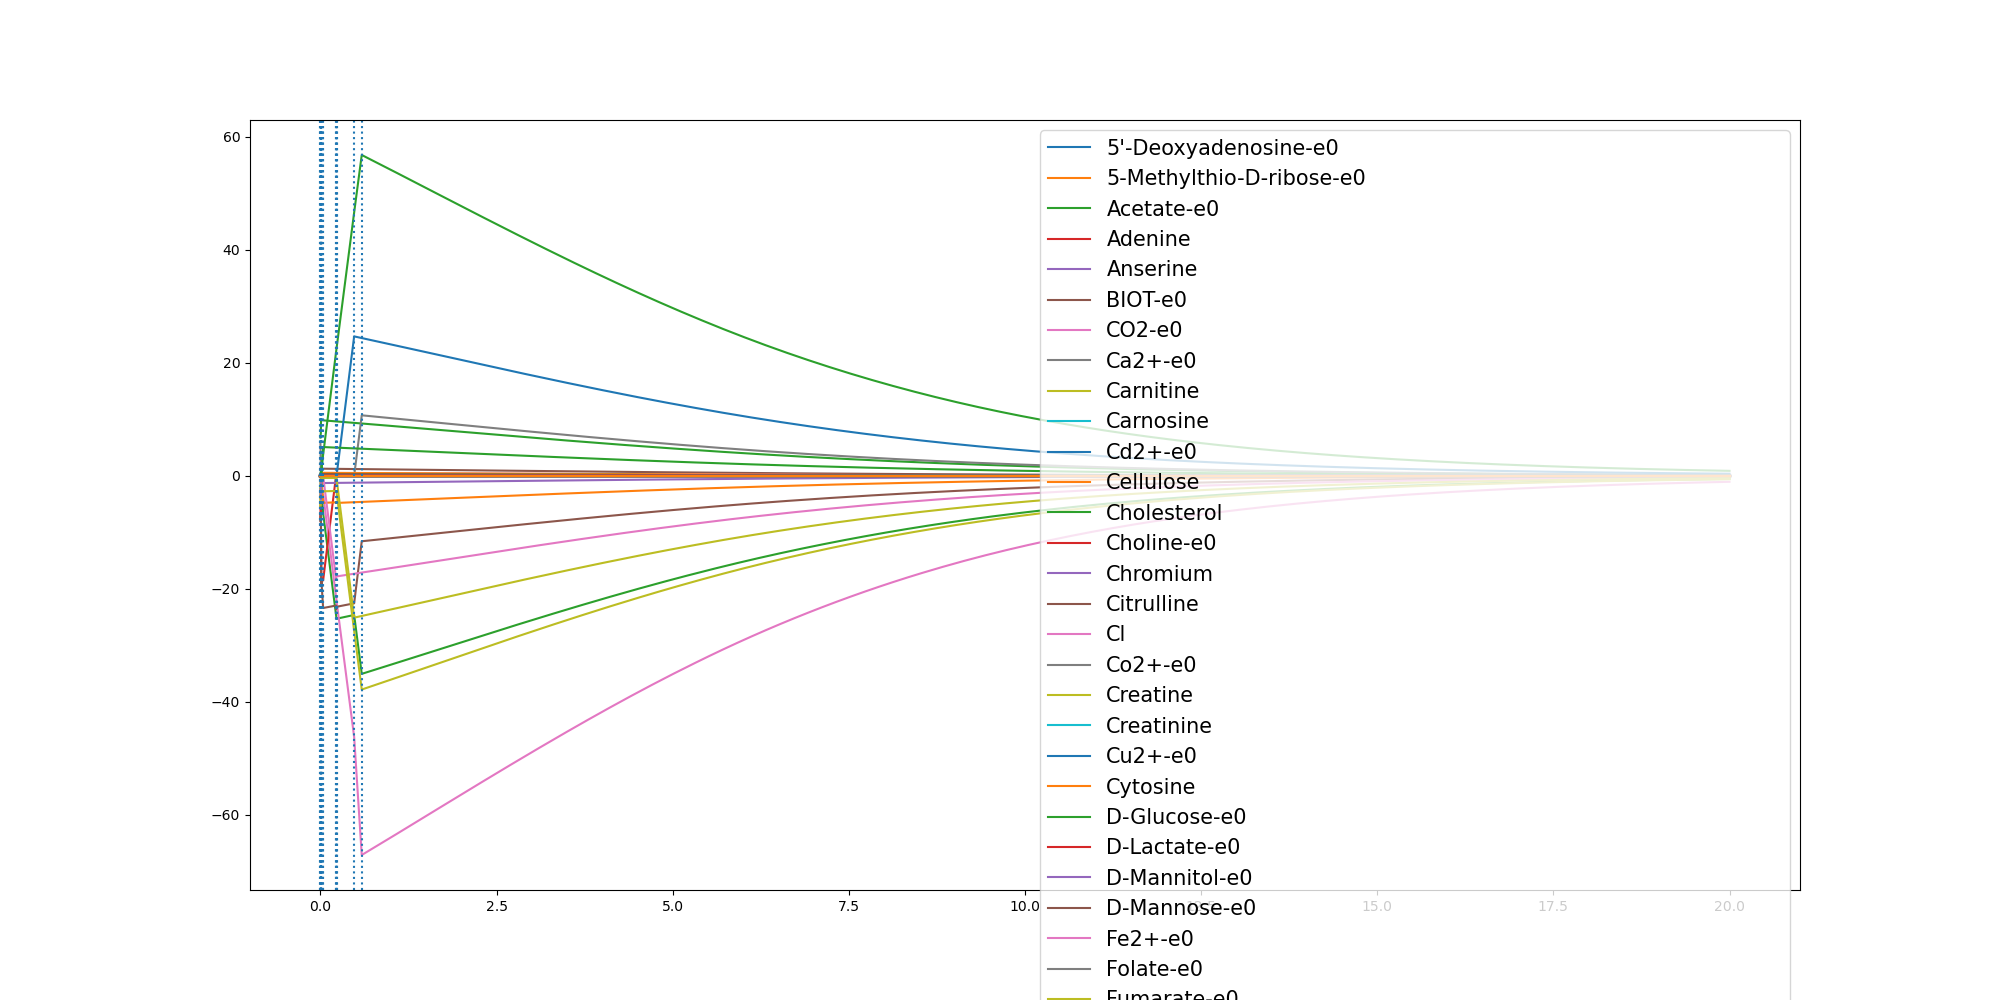 60
40
20
0
−20
−40
−60
0.0
2.5
5.0
7.5
10.0
15.0
17.5
20.0
5'-Deoxyadenosine-e0
5-Methylthio-D-ribose-e0
Acetate-e0
Adenine
Anserine
BIOT-e0
CO2-e0
Ca2+-e0
Carnitine
Carnosine
Cd2+-e0
Cellulose
Cholesterol
Choline-e0
Chromium
Citrulline
Cl
Co2+-e0
Creatine
Creatinine
Cu2+-e0
Cytosine
D-Glucose-e0
D-Lactate-e0
D-Mannitol-e0
D-Mannose-e0
Fe2+-e0
Folate-e0
Fumarate-e0